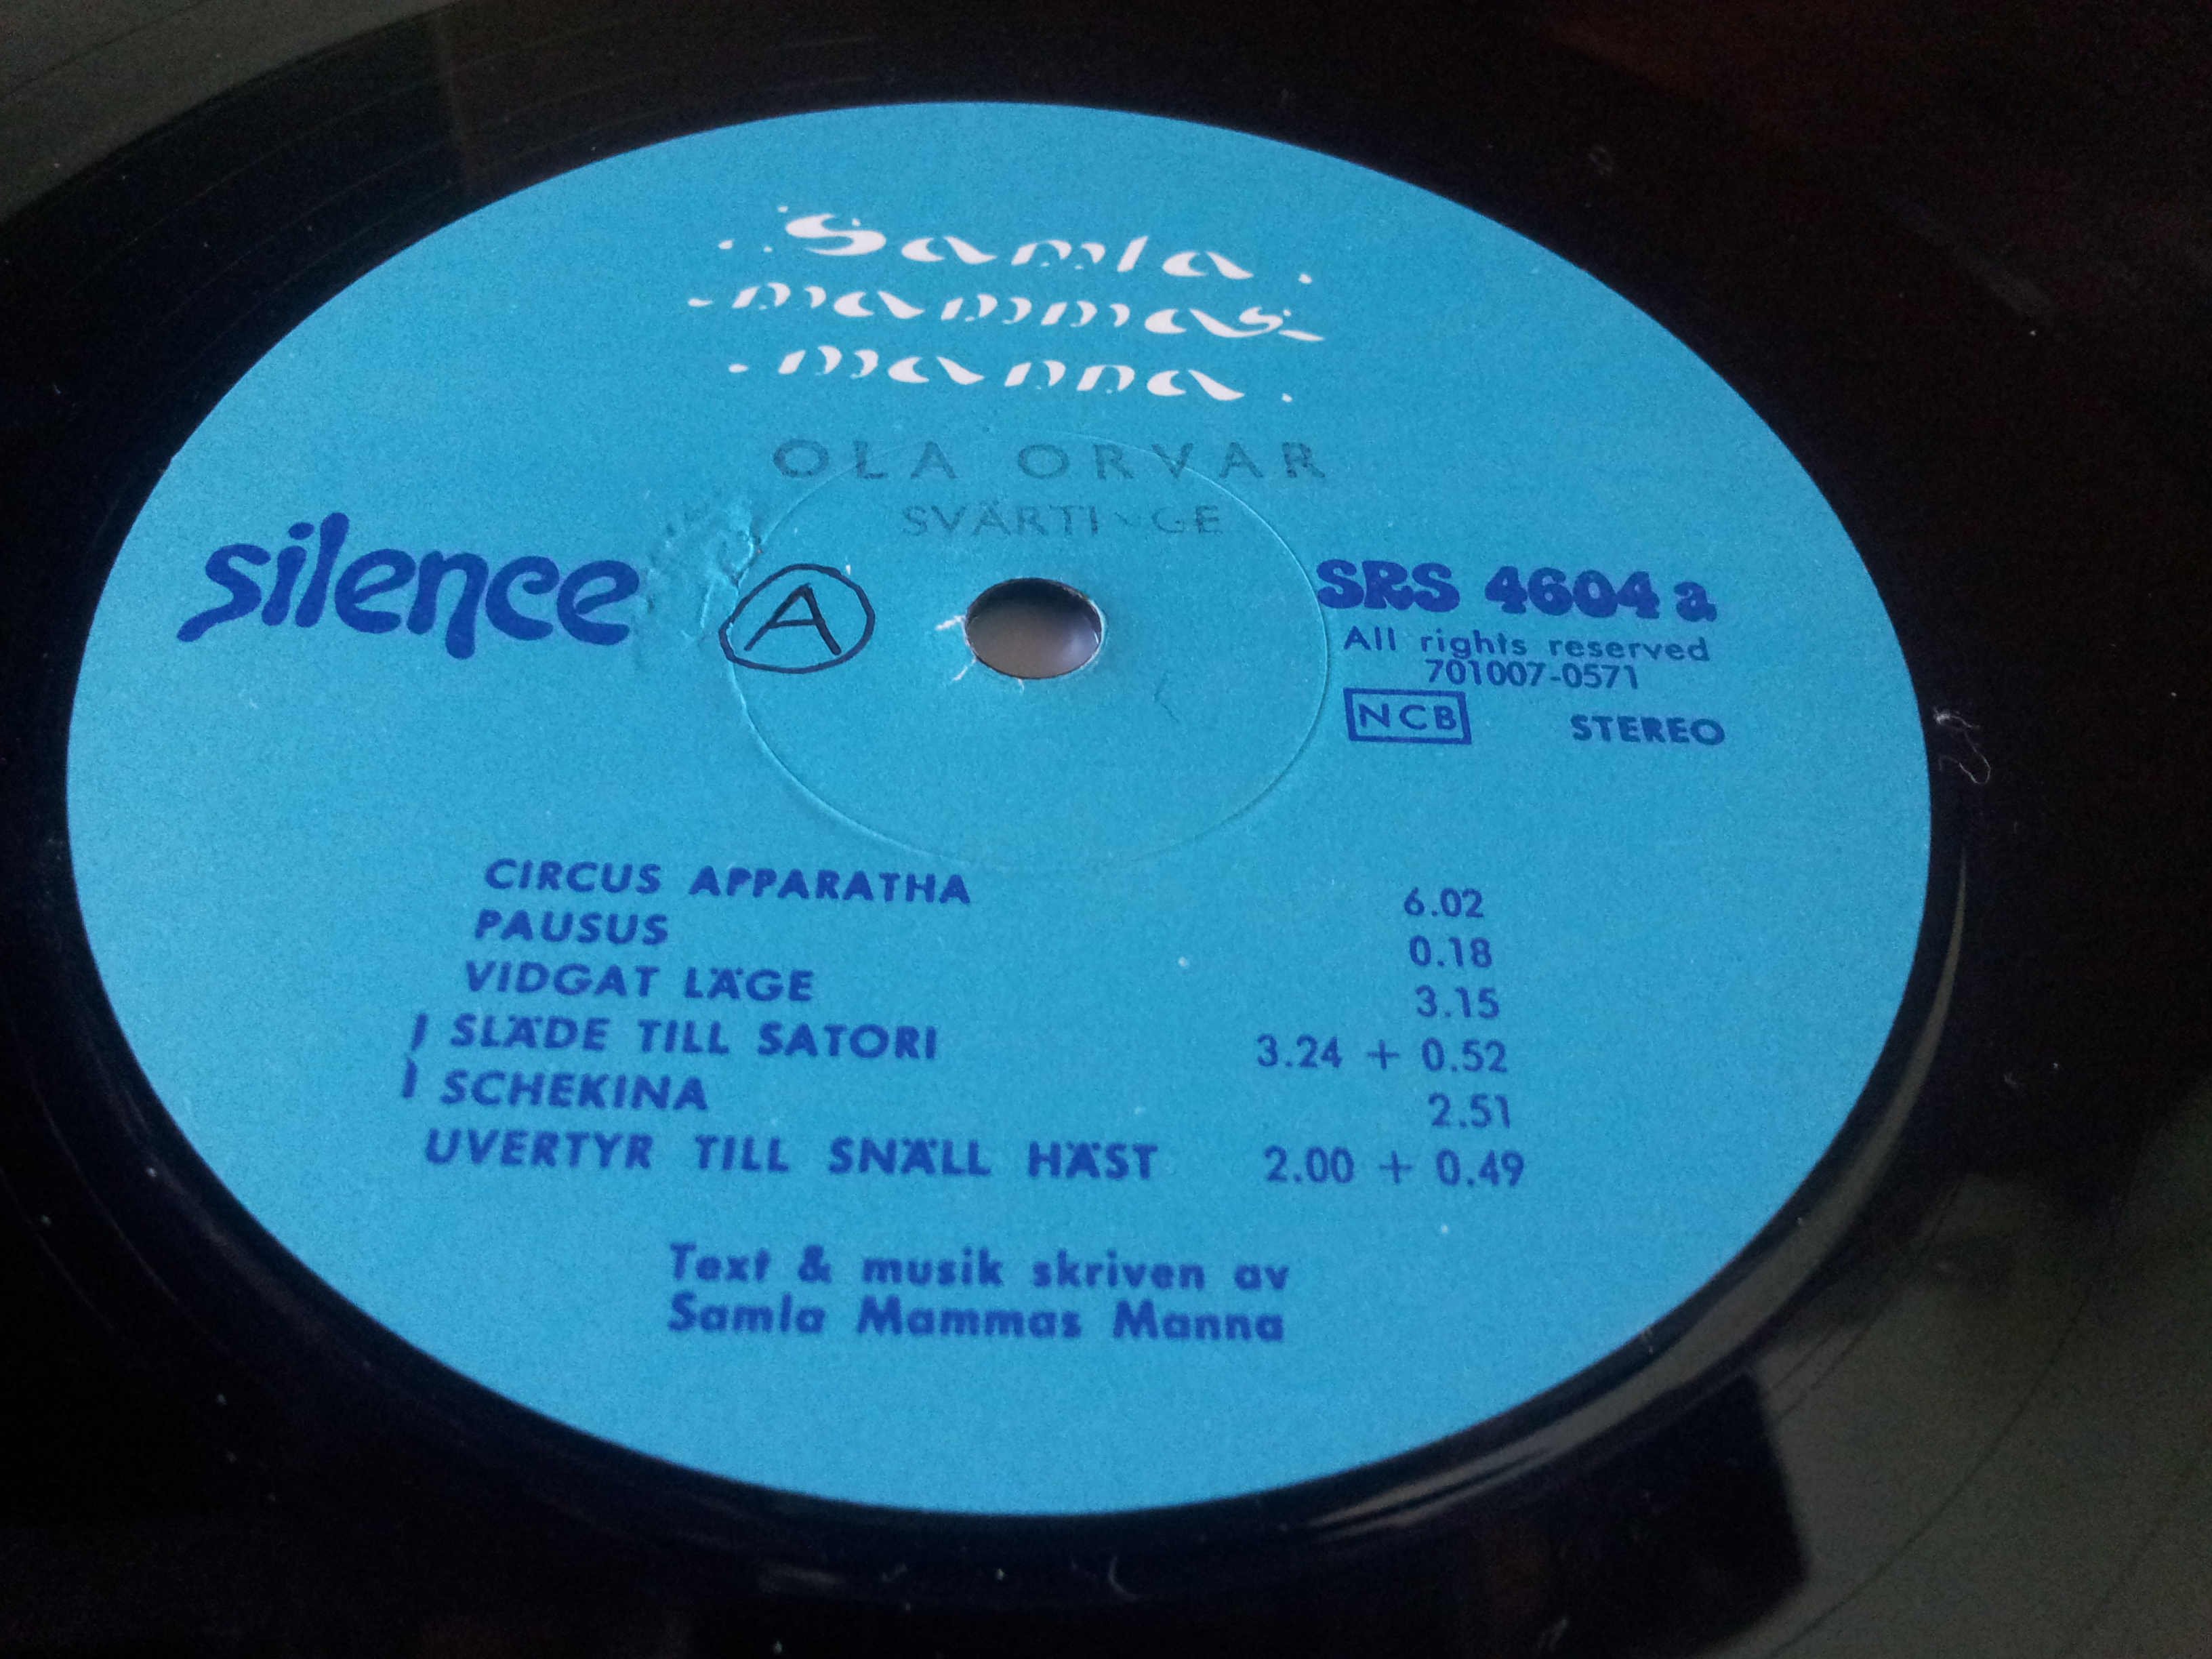 Samla
mammas
manna
OLA ORVAR
silence
A
SRS 4604 a
All rights reserved
701007-0571
NCB STEREO
CIRCUS APPARATHA 6.02
PAUSUS 0.18
VIDGAT LÄGE 3.15
SLÄDE TILL SATORI 3.24 + 0.52
SCHEKINA 2.51
UVERTYR TILL SNÄLL HÄST 2.00 + 0.49
Text & musik skriven av
Samla Mammas Manna